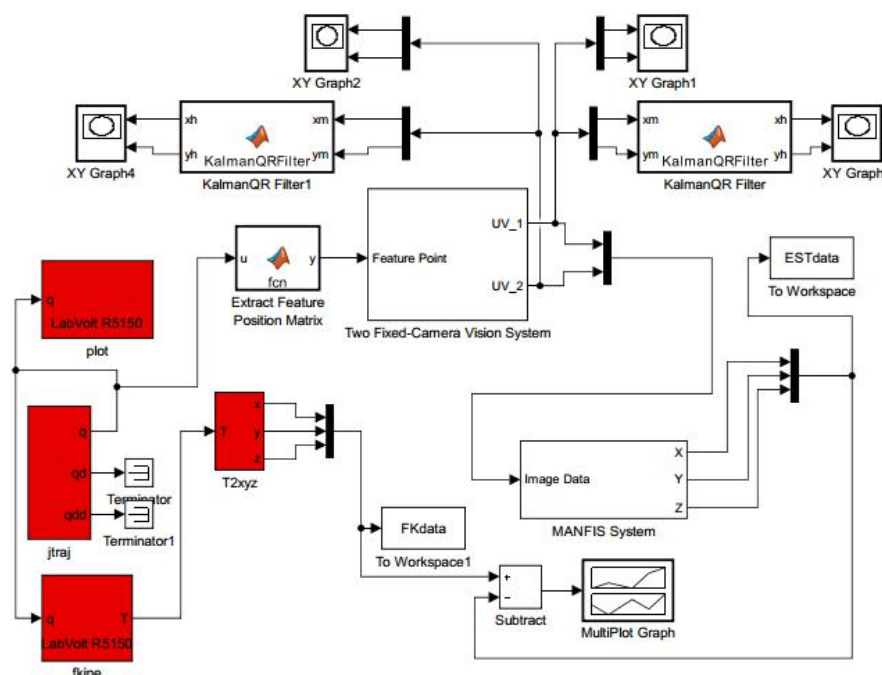 XY Graph2
XY Graph1
xh
yh
xm
ym
KalmanQRFilter
XY Graph4
KalmanQR Filter1
xm
ym
xh
yh
KalmanQRFilter
KalmanQR Filter
XY Graph
u
y
fcn
Extract Feature
Position Matrix
Feature Point
UV_1
UV_2
Two Fixed-Camera Vision System
ESTdata
To Workspace
q
LabVolt R5150
plot
q
qd
qdd
jtraj
Terminator
Terminator1
T
x
y
z
T2xyz
Image Data
X
Y
Z
MANFIS System
FKdata
To Workspace1
+
−
Subtract
MultiPlot Graph
q
T
LabVolt R5150
fkine